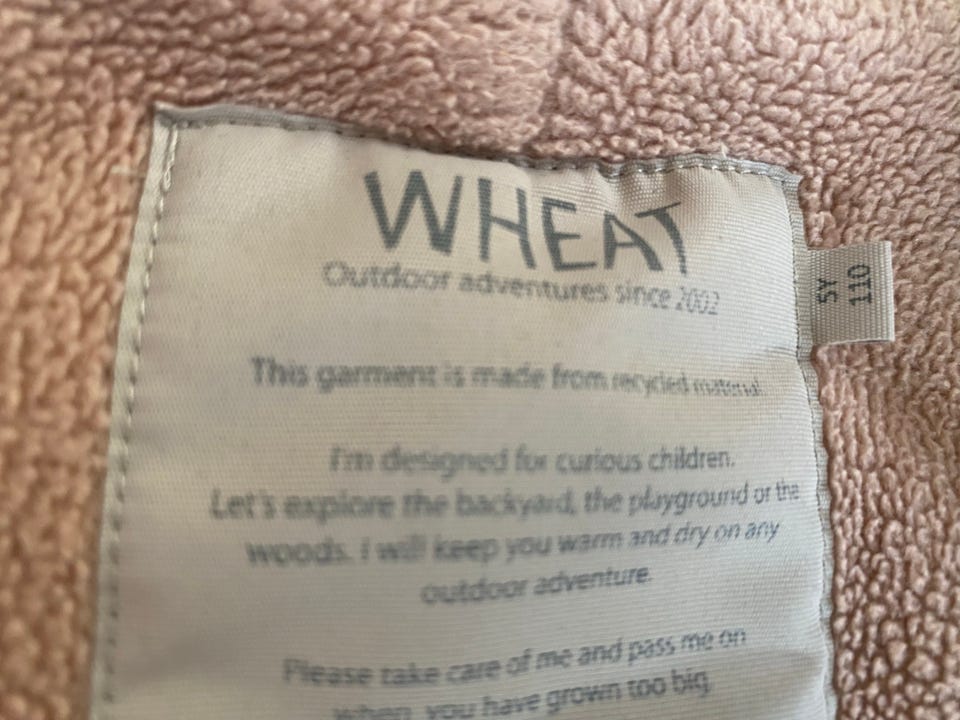 WHEAT
Outdoor adventures since 2002
5Y
110
This garment is made from recycled material.
I'm designed for curious children.
Let's explore the backyard, the playground or the
woods. I will keep you warm and dry on any
outdoor adventure.
Please take care of me and pass me on
when you have grown too big.